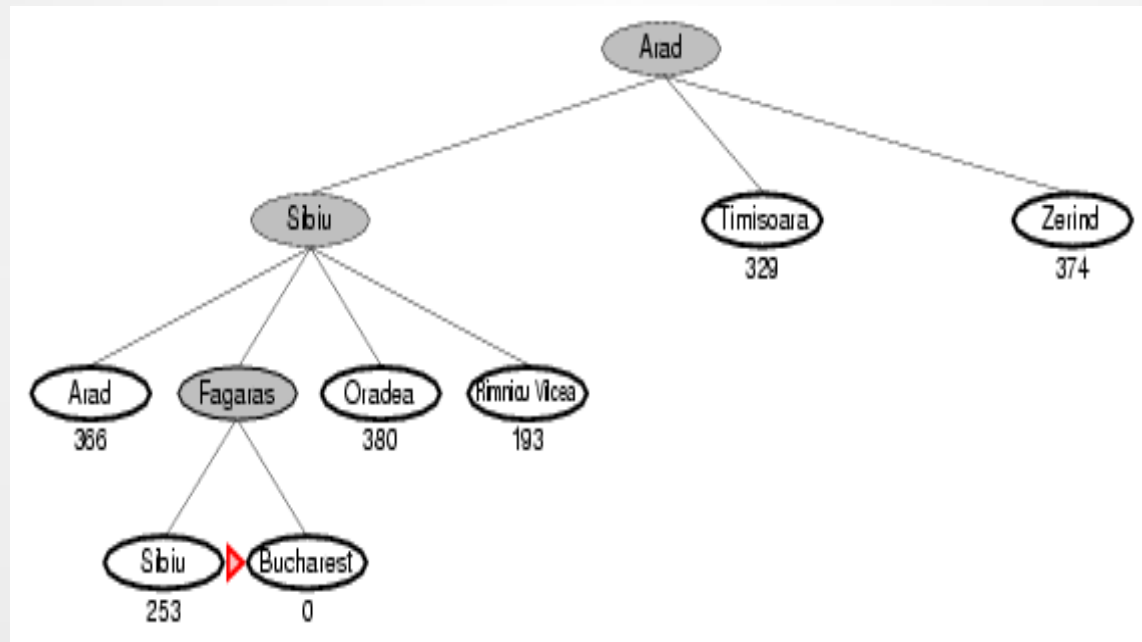 Arad
Sibiu
Timisoara
Zerind
329
374
Arad
Fagaras
Oradea
Rimnicu Vilcea
366
380
193
Sibiu
Bucharest
253
0